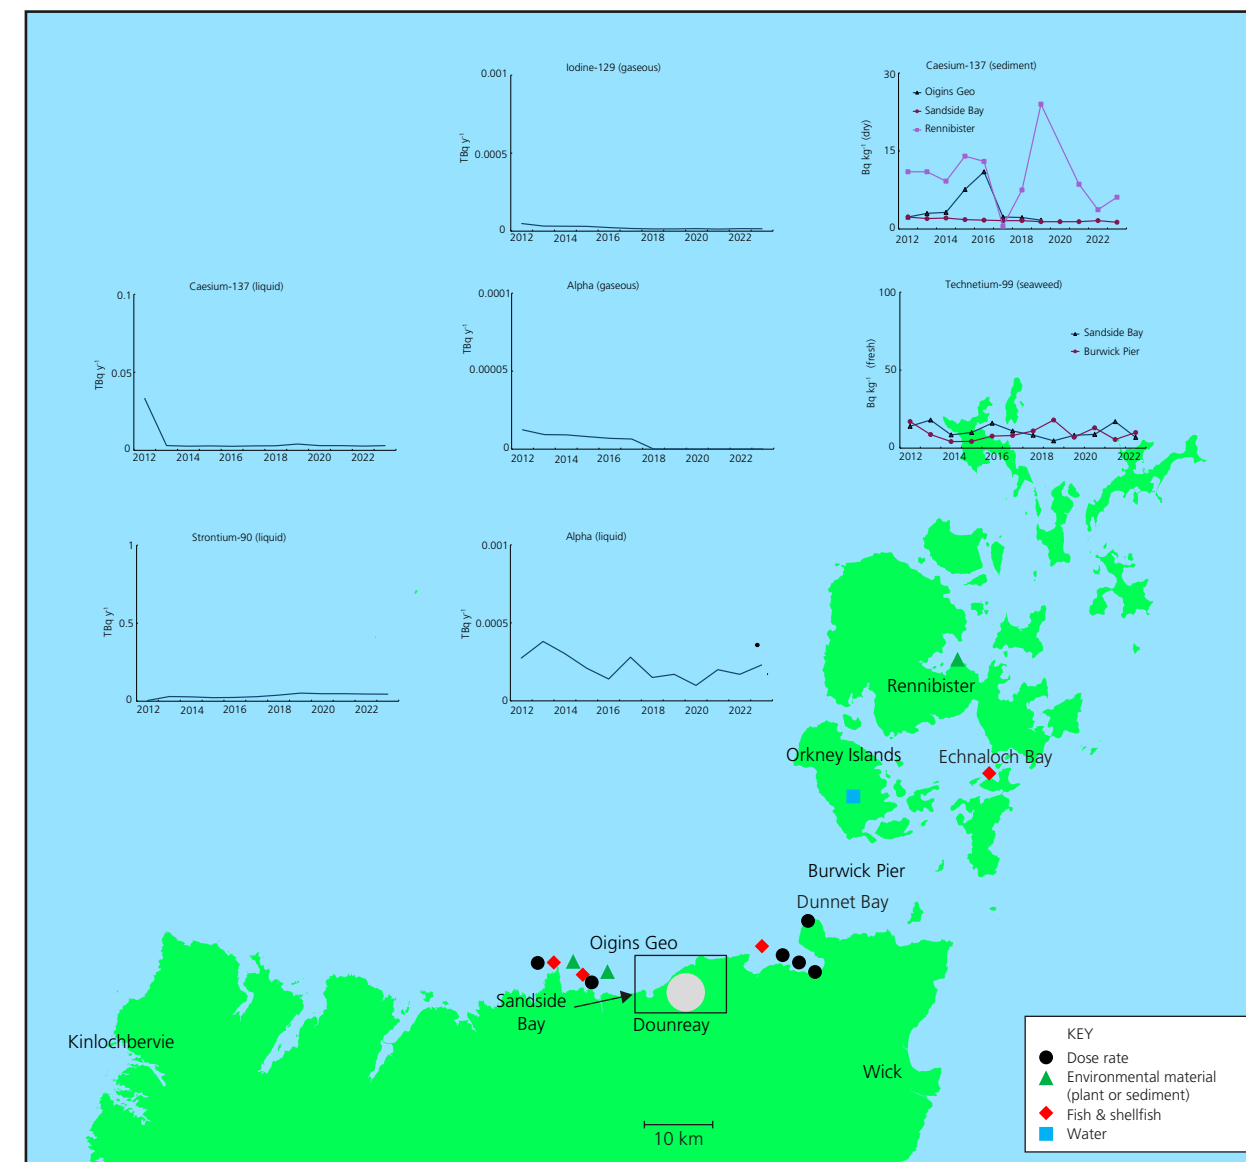 Iodine-129 (gaseous)
TBq y-1
0.001
0.0005
0
2012
2014
2016
2018
2020
2022
Caesium-137 (sediment)
Bq kg-1 (dry)
30
15
0
Oigins Geo
Sandside Bay
Rennibister
2012
2014
2016
2018
2020
2022
Caesium-137 (liquid)
TBq y-1
0.1
0.05
0
2012
2014
2016
2018
2020
2022
Alpha (gaseous)
TBq y-1
0.0001
0.00005
0
2012
2014
2016
2018
2020
2022
Technetium-99 (seaweed)
Bq kg-1 (fresh)
100
50
0
Sandside Bay
Burwick Pier
2012
2014
2016
2018
2020
2022
Strontium-90 (liquid)
TBq y-1
1
0.5
0
2012
2014
2016
2018
2020
2022
Alpha (liquid)
TBq y-1
0.001
0.0005
0
2012
2014
2016
2018
2020
2022
Rennibister
Orkney Islands
Echnaloch Bay
Burwick Pier
Dunnet Bay
Oigins Geo
Sandside
Bay
Dounreay
Kinlochbervie
Wick
10 km
KEY
Dose rate
Environmental material
(plant or sediment)
Fish & shellfish
Water